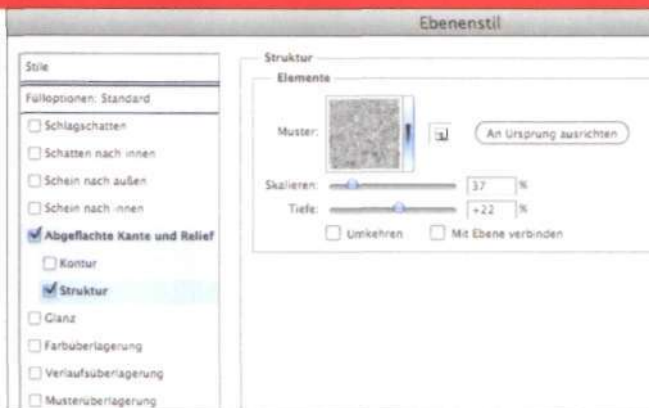 Ebenenstil
Stile
Fülloptionen: Standard
Schlagschatten
Schatten nach innen
Schein nach außen
Schein nach innen
Abgeflachte Kante und Relief
Kontur
Struktur
Glanz
Farbüberlagerung
Verlaufsüberlagerung
Musterüberlagerung
Struktur
Elemente
Muster:
An Ursprung ausrichten
Skalieren: 37 %
Tiefe: +22 %
Umkehren Mit Ebene verbinden